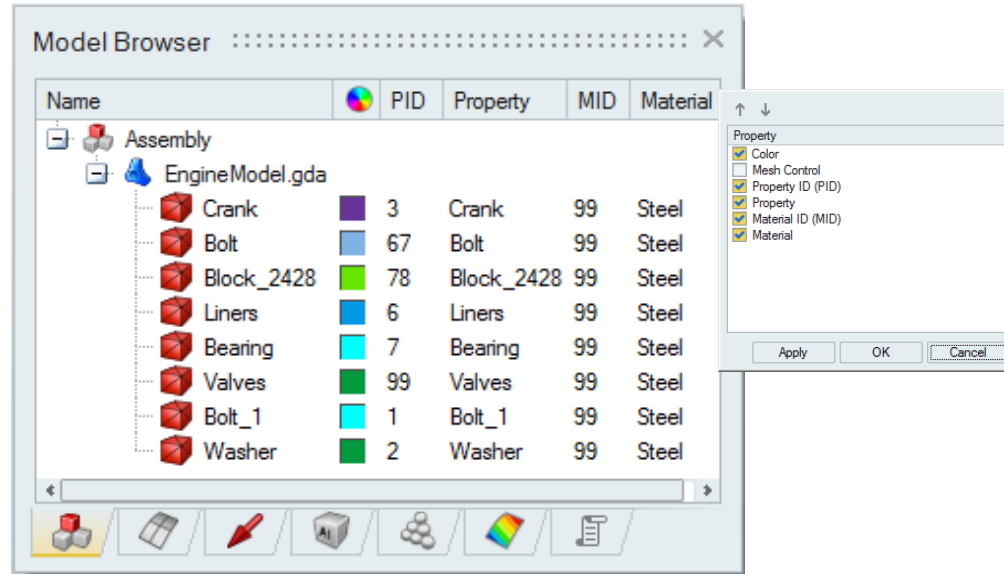 Model Browser
Name PID Property MID Material
Assembly
EngineModel.gda
Crank 3 Crank 99 Steel
Bolt 67 Bolt 99 Steel
Block_2428 78 Block_2428 99 Steel
Liners 6 Liners 99 Steel
Bearing 7 Bearing 99 Steel
Valves 99 Valves 99 Steel
Bolt_1 1 Bolt_1 99 Steel
Washer 2 Washer 99 Steel
AI
Property
Color
Mesh Control
Property ID (PID)
Property
Material ID (MID)
Material
Apply OK Cancel